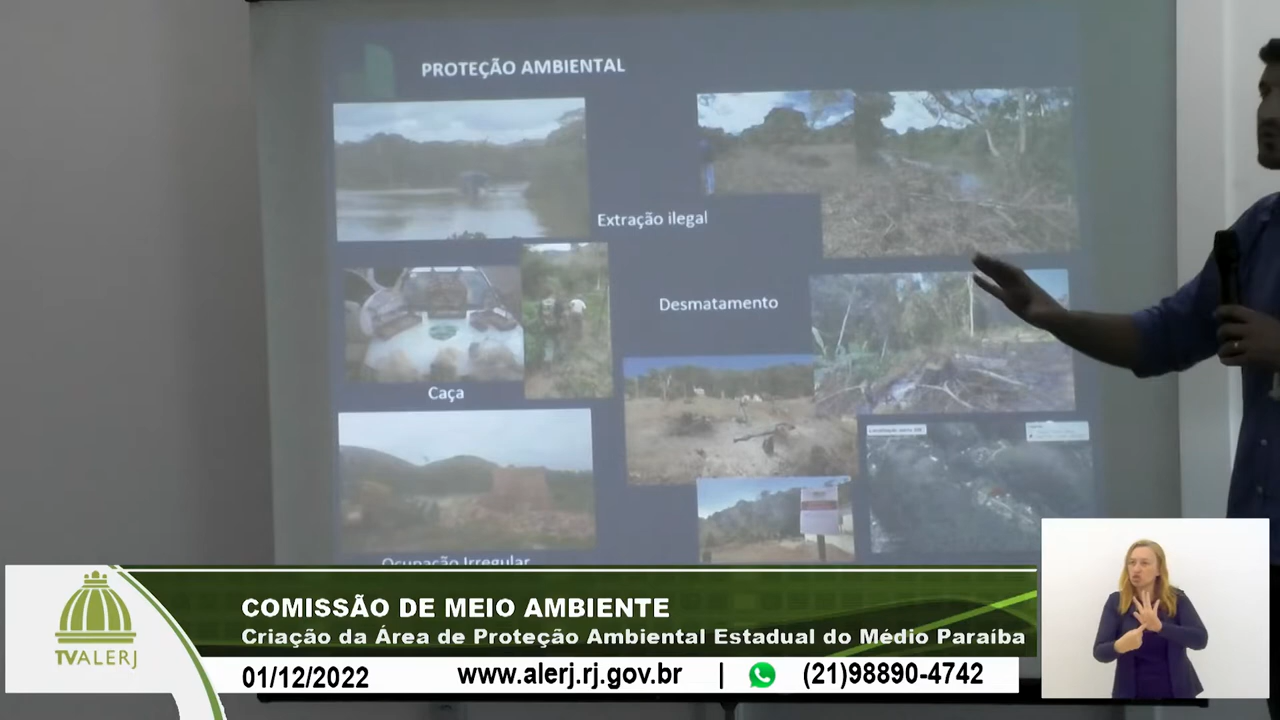 PROTEÇÃO AMBIENTAL
Extração ilegal
Desmatamento
Caça
Ocupação Irregular
COMISSÃO DE MEIO AMBIENTE
Criação da Área de Proteção Ambiental Estadual do Médio Paraíba
TVALERJ
01/12/2022
www.alerj.rj.gov.br | (21)98890-4742